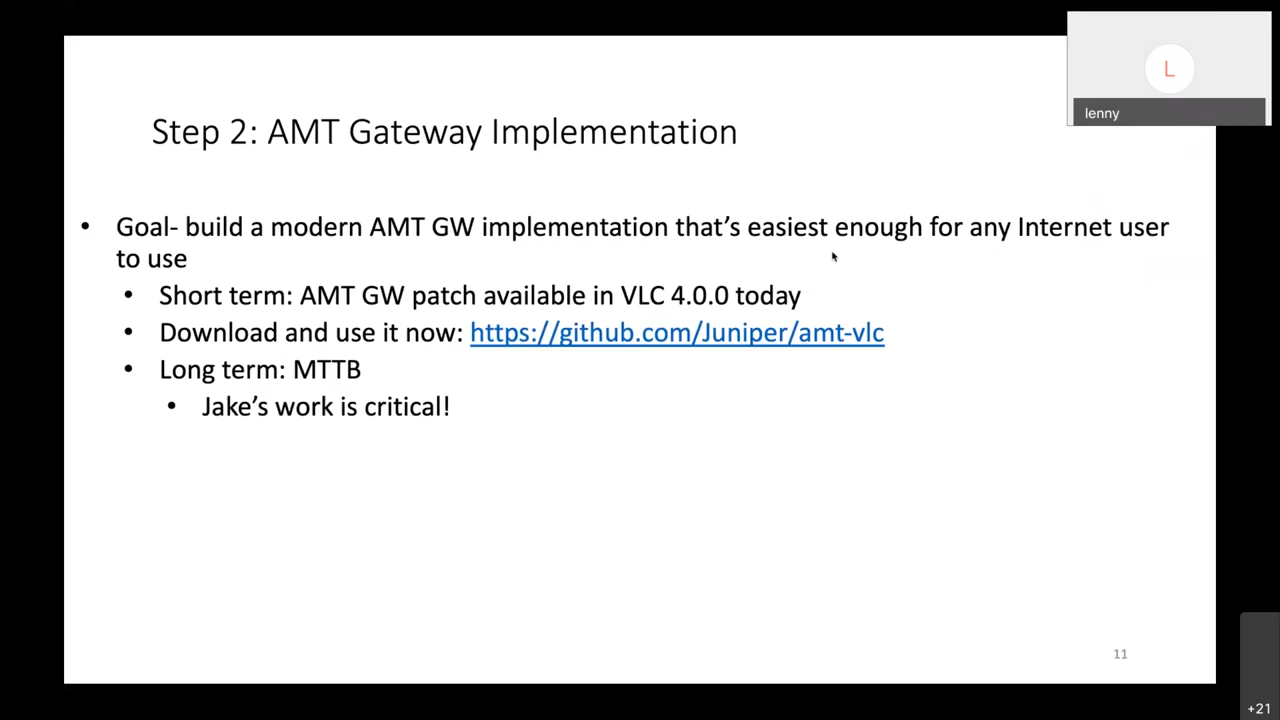 L
lenny
Step 2: AMT Gateway Implementation
• Goal- build a modern AMT GW implementation that’s easiest enough for any Internet user
to use
• Short term: AMT GW patch available in VLC 4.0.0 today
• Download and use it now: https://github.com/Juniper/amt-vlc
• Long term: MTTB
• Jake’s work is critical!
11
+21